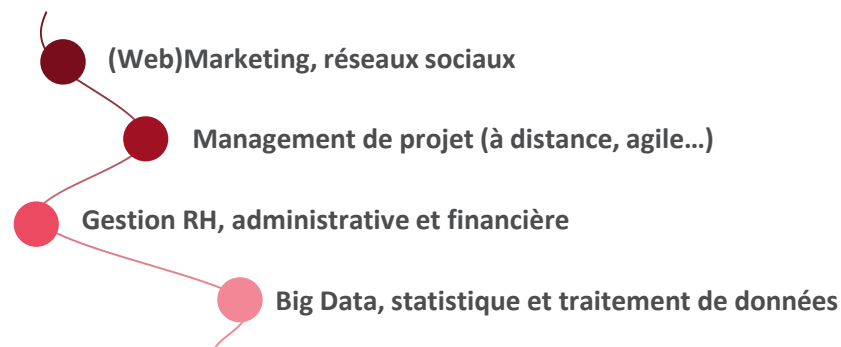 (Web)Marketing, réseaux sociaux
Management de projet (à distance, agile…)
Gestion RH, administrative et financière
Big Data, statistique et traitement de données